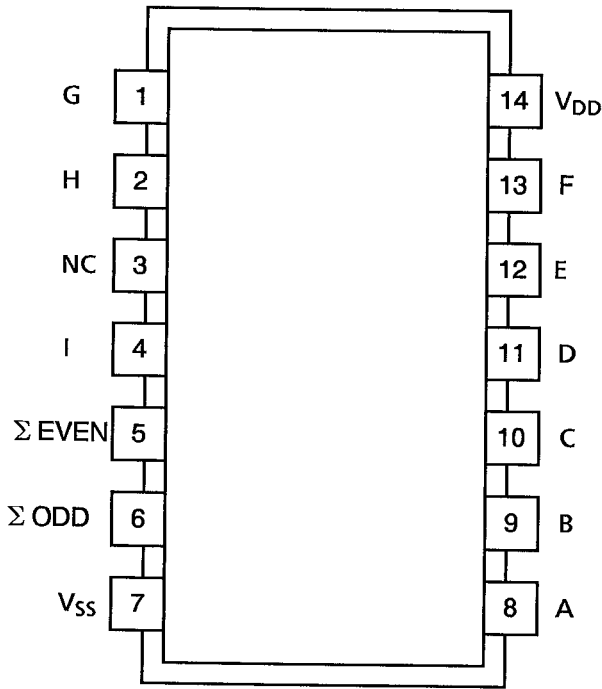 G 1 14 VDD
H 2 13 F
NC 3 12 E
I 4 11 D
Σ EVEN 5 10 C
Σ ODD 6 9 B
VSS 7 8 A